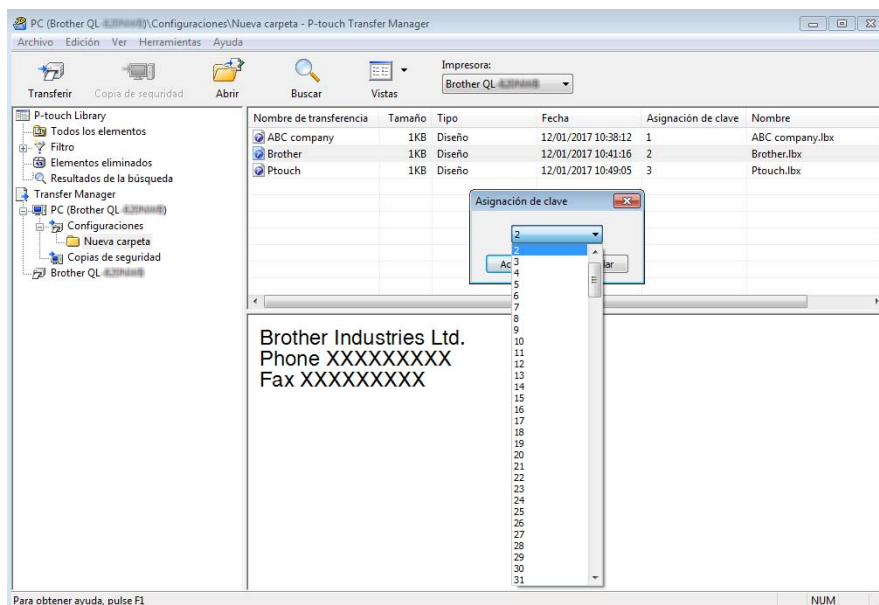 PC (Brother QL )\Configuraciones\Nueva carpeta - P-touch Transfer Manager
Archivo Edición Ver Herramientas Ayuda
Transferir Copia de seguridad Abrir Buscar Vistas
Impresora:
Brother QL
P-touch Library
Todos los elementos
Filtro
Elementos eliminados
Resultados de la búsqueda
Transfer Manager
PC (Brother QL )
Configuraciones
Nueva carpeta
Copias de seguridad
Brother QL
Nombre de transferencia Tamaño Tipo Fecha Asignación de clave Nombre
ABC company 1KB Diseño 12/01/2017 10:38:12 1 ABC company.lbx
Brother 1KB Diseño 12/01/2017 10:41:16 2 Brother.lbx
Ptouch 1KB Diseño 12/01/2017 10:49:05 3 Ptouch.lbx
Asignación de clave
2
2
3
4
5
6
7
8
9
10
11
12
13
14
15
16
17
18
19
20
21
22
23
24
25
26
27
28
29
30
31
Brother Industries Ltd.
Phone XXXXXXXXX
Fax XXXXXXXXX
Para obtener ayuda, pulse F1
NUM